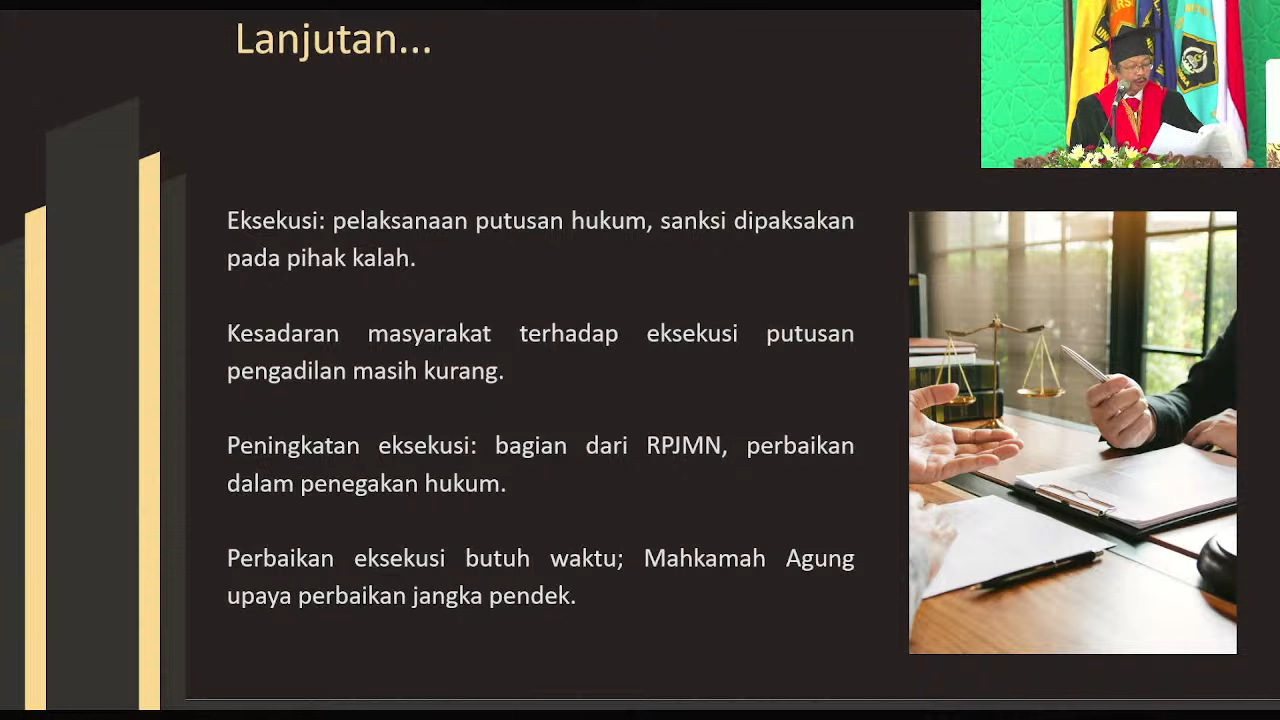 Lanjutan...
Eksekusi: pelaksanaan putusan hukum, sanksi dipaksakan
pada pihak kalah.
Kesadaran masyarakat terhadap eksekusi putusan
pengadilan masih kurang.
Peningkatan eksekusi: bagian dari RPJMN, perbaikan
dalam penegakan hukum.
Perbaikan eksekusi butuh waktu; Mahkamah Agung
upaya perbaikan jangka pendek.